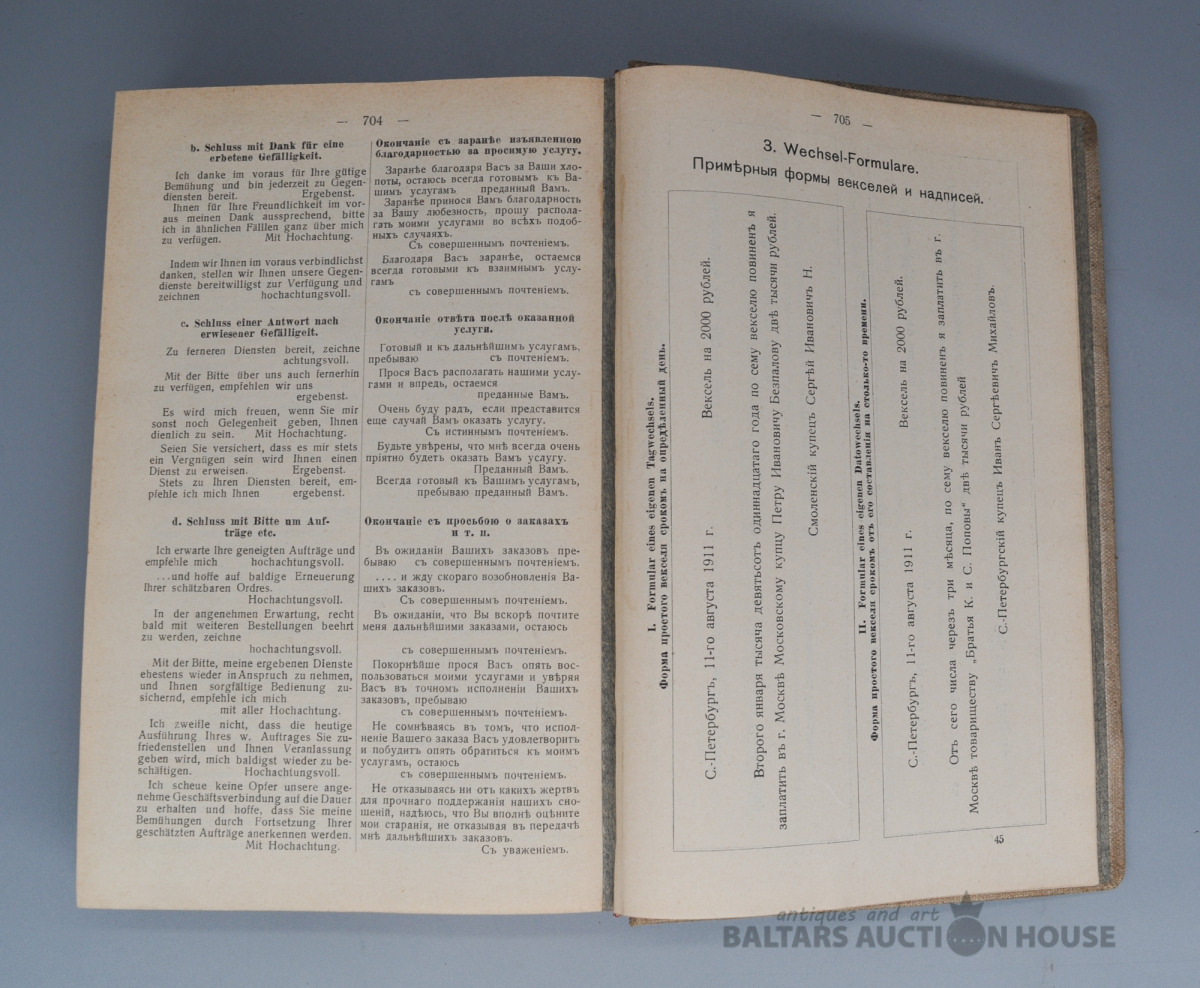 — 704 —
b. Schluss mit Dank für eine
erbetene Gefälligkeit.
Ich danke im voraus für Ihre gütige
Bemühung und bin jederzeit zu Gegen-
diensten bereit. Ergebenst.
Ihnen für Ihre Freundlichkeit im vor-
aus meinen Dank aussprechend, bitte
ich in ähnlichen Fälllen ganz über mich
zu verfügen. Mit Hochachtung.
Indem wir Ihnen im voraus verbindlichst
danken, stellen wir Ihnen unsere Gegen-
dienste bereitwilligst zur Verfügung und
zeichnen hochachtungsvoll.
c. Schluss einer Antwort nach
erwiesener Gefälligeit.
Zu ferneren Diensten bereit, zeichne
achtungsvoll.
Mit der Bitte über uns auch fernerhin
zu verfügen, empfehlen wir uns
ergebenst.
Es wird mich freuen, wenn Sie mir
sonst noch Gelegenheit geben, Ihnen
dienlich zu sein. Mit Hochachtung.
Seien Sie versichert, dass es mir stets
ein Vergnügen sein wird Ihnen einen
Dienst zu erweisen. Ergebenst.
Stets zu Ihren Diensten bereit, em-
pfehle ich mich Ihnen ergebenst.
d. Schluss mit Bitte um Auf-
träge etc.
Ich erwarte Ihre geneigten Aufträge und
empfehle mich hochachtungsvoll.
...und hoffe auf baldige Erneuerung
Ihrer schätzbaren Ordres.
Hochachtungsvoll.
In der angenehmen Erwartung, recht
bald mit weiteren Bestellungen beehrt
zu werden, zeichne
hochachtungsvoll.
Mit der Bitte, meine ergebenen Dienste
ehestens wieder in Anspruch zu nehmen,
und Ihnen sorgfältige Bedienung zu-
sichernd, empfehle ich mich
mit aller Hochachtung.
Ich zweifle nicht, dass die heutige
Ausführung Ihres w. Auftrages Sie zu-
friedenstellen und Ihnen Veranlassung
geben wird, mich baldigst wieder zu be-
schäftigen. Hochachtungsvoll.
Ich scheue keine Opfer unsere ange-
nehme Geschäftsverbindung auf die Dauer
zu erhalten und hoffe, dass Sie meine
Bemühungen durch Fortsetzung Ihrer
geschätzten Aufträge anerkennen werden.
Mit Hochachtung.
Окончаніе съ заранѣе изъявленною
благодарностью за просимую услугу.
Заранѣе благодаря Васъ за Ваши хло-
поты, остаюсь всегда готовымъ къ Ва-
шимъ услугамъ преданный Вамъ.
Заранѣе принося Вамъ благодарность
за Вашу любезность, прошу распола-
гать моими услугами во всѣхъ подоб-
ныхъ случаяхъ.
Съ совершеннымъ почтеніемъ.
Благодаря Васъ заранѣе, остаемся
всегда готовыми къ взаимнымъ услу-
гамъ
съ совершеннымъ почтеніемъ.
Окончаніе отвѣта послѣ оказанной
услуги.
Готовый и къ дальнѣйшимъ услугамъ,
пребываю съ почтеніемъ.
Прося Васъ располагать нашими услу-
гами и впредь, остаемся
преданные Вамъ.
Очень буду радъ, если представится
еще случай Вамъ оказать услугу.
Съ истиннымъ почтеніемъ.
Будьте увѣрены, что мнѣ всегда очень
пріятно будетъ оказать Вамъ услугу.
Преданный Вамъ.
Всегда готовый къ Вашимъ услугамъ,
пребываю преданный Вамъ.
Окончаніе съ просьбою о заказахъ
и т. п.
Въ ожиданіи Вашихъ заказовъ пре-
бываю съ совершеннымъ почтеніемъ.
.... и жду скораго возобновленія Ва-
шихъ заказовъ.
Съ совершеннымъ почтеніемъ.
Въ ожиданіи, что Вы вскорѣ почтите
меня дальнѣйшими заказами, остаюсь
съ совершеннымъ почтеніемъ.
Покорнѣйше прося Васъ опять вос-
пользоваться моими услугами и увѣряя
Васъ въ точномъ исполненіи Вашихъ
заказовъ, пребываю
съ совершеннымъ почтеніемъ.
Не сомнѣваясь въ томъ, что испол-
неніе Вашего заказа Васъ удовлетворитъ
и побудитъ опять обратиться къ моимъ
услугамъ, остаюсь
съ совершеннымъ почтеніемъ.
Не отказываясь ни отъ какихъ жертвъ
для прочнаго поддержанія нашихъ сно-
шеній, надѣюсь, что Вы вполнѣ оцѣните
мои старанія, не отказывая въ передачѣ
мнѣ дальнѣйшихъ заказовъ.
Съ уваженіемъ.
— 705 —
3. Wechsel-Formulare.
Примѣрныя формы векселей и надписей.
I. Formular eines eigenen Tagwechsels.
Форма простого векселя срокомъ на опредѣленный день.
С.-Петербургъ, 11-го августа 1911 г. Вексель на 2000 рублей.
Второго января тысяча девятьсотъ одиннадцатаго года по сему векселю повиненъ я
заплатить въ г. Москвѣ Московскому купцу Петру Ивановичу Безпалову двѣ тысячи рублей.
Смоленскій купецъ Сергѣй Ивановичъ Н.
II. Formular eines eigenen Datowechsels.
Форма простого векселя срокомъ отъ его составленія на столько-то времени.
С.-Петербургъ, 11-го августа 1911 г. Вексель на 2000 рублей.
Отъ сего числа черезъ три мѣсяца, по сему векселю повиненъ я заплатить въ г.
Москвѣ товариществу „Братья К. и С. Поповы“ двѣ тысячи рублей
С.-Петербургскій купецъ Иванъ Сергѣевичъ Михайловъ.
45
antiques and art
BALTARS AUCTION HOUSE